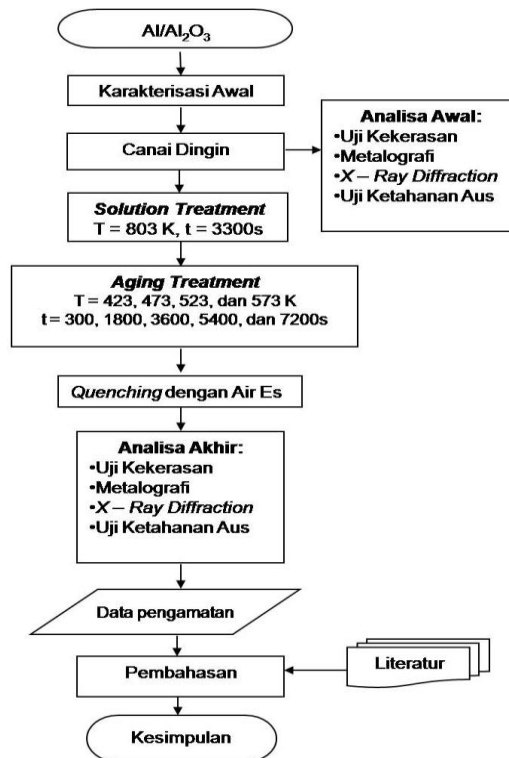 Al/Al₂O₃
Karakterisasi Awal
Canai Dingin
Analisa Awal:
•Uji Kekerasan
•Metalografi
•X – Ray Diffraction
•Uji Ketahanan Aus
Solution Treatment
T = 803 K, t = 3300s
Aging Treatment
T = 423, 473, 523, dan 573 K
t = 300, 1800, 3600, 5400, dan 7200s
Quenching dengan Air Es
Analisa Akhir:
•Uji Kekerasan
•Metalografi
•X – Ray Diffraction
•Uji Ketahanan Aus
Data pengamatan
Pembahasan
Literatur
Kesimpulan